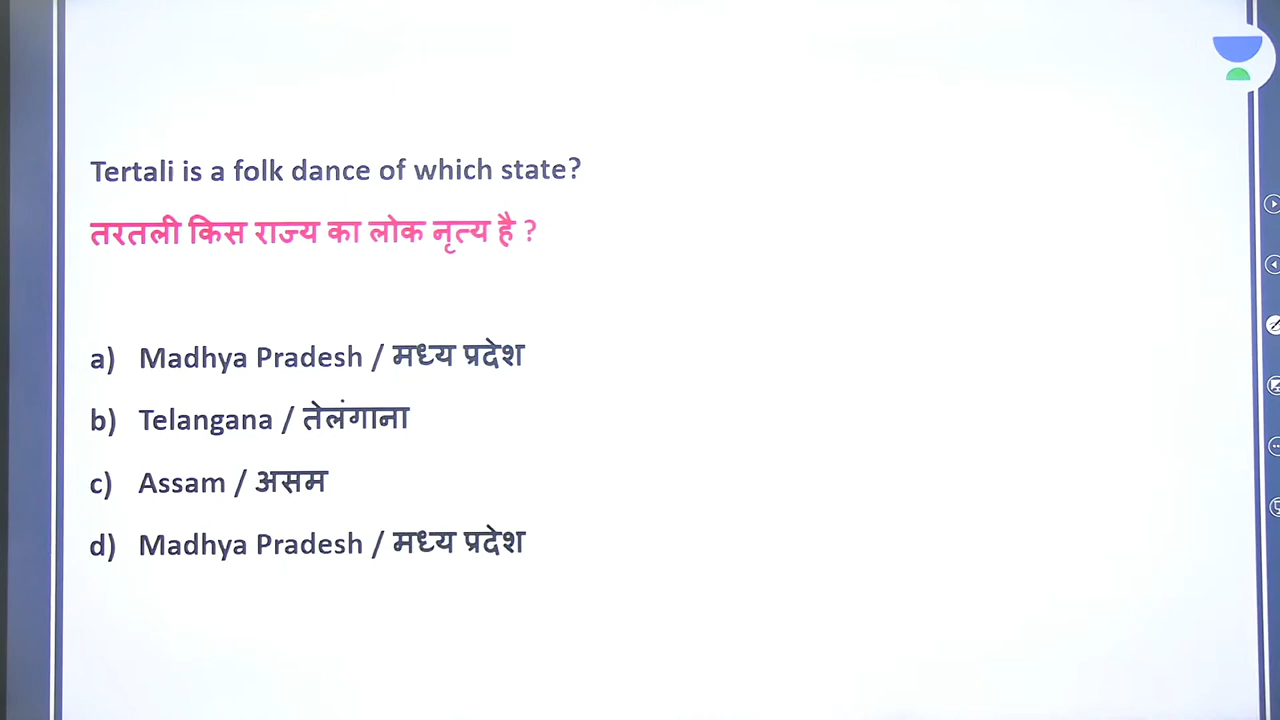 Tertali is a folk dance of which state?
तरतली किस राज्य का लोक नृत्य है ?
a) Madhya Pradesh / मध्य प्रदेश
b) Telangana / तेलंगाना
c) Assam / असम
d) Madhya Pradesh / मध्य प्रदेश